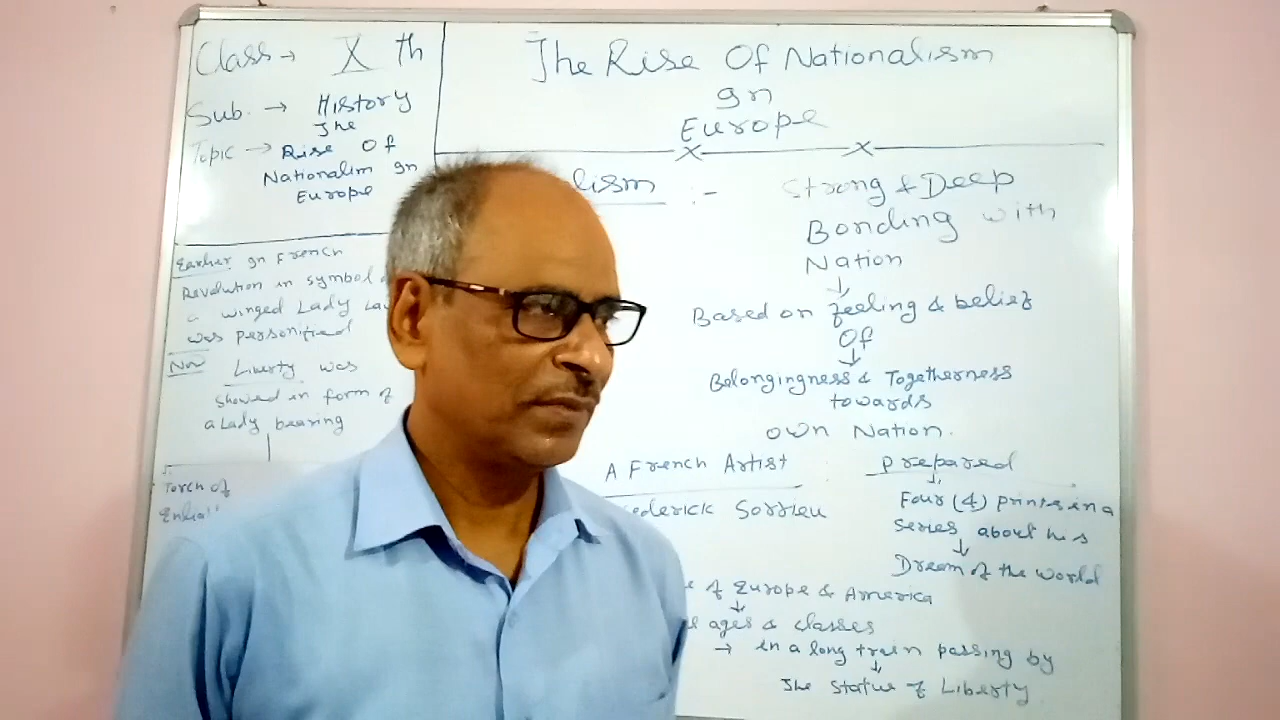 Class → X th
Sub. → History
Topic → The
Rise Of
Nationalim In
Europe
The Rise Of Nationalism
In
Europe
lism :- Strong & Deep
Bonding with
Nation
Based on feeling & belief
Of
Belongingness & Togetherness
towards
own Nation.
Earlier In French
Revolution in symbol
a winged Lady
was personified
Now Liberty was
showed in form of
a Lady bearing
Torch of
A French Artist
ederick Sorrieu
Prepared
Four (4) prints in a
series about his
Dream of the world
of Europe & America
ages & classes
→ in a long train passing by
The Statue of Liberty